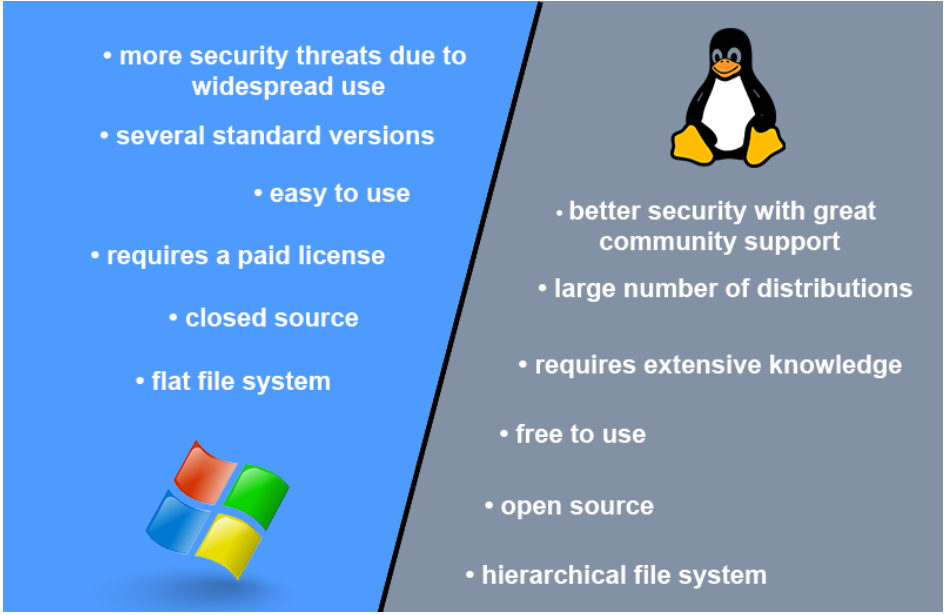 • more security threats due to
widespread use
• several standard versions
• easy to use
• requires a paid license
• closed source
• flat file system
• better security with great
community support
• large number of distributions
• requires extensive knowledge
• free to use
• open source
• hierarchical file system